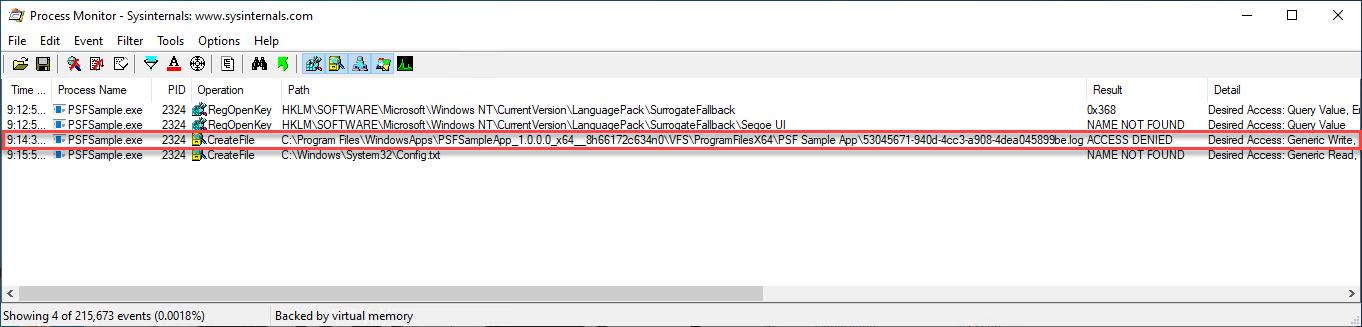 Process Monitor - Sysinternals: www.sysinternals.com
File Edit Event Filter Tools Options Help
Time ... Process Name PID Operation Path Result Detail
9:12:5... PSFSample.exe 2324 RegOpenKey HKLM\SOFTWARE\Microsoft\Windows NT\CurrentVersion\LanguagePack\SurrogateFallback 0x368 Desired Access: Query Value, E
9:12:5... PSFSample.exe 2324 RegOpenKey HKLM\SOFTWARE\Microsoft\Windows NT\CurrentVersion\LanguagePack\SurrogateFallback\Segoe UI NAME NOT FOUND Desired Access: Query Value
9:14:3... PSFSample.exe 2324 CreateFile C:\Program Files\WindowsApps\PSFSampleApp_1.0.0.0_x64__8h66172c634n0\VFS\ProgramFilesX64\PSF Sample App\53045671-940d-4cc3-a908-4dea045899be.log ACCESS DENIED Desired Access: Generic Write,
9:15:5... PSFSample.exe 2324 CreateFile C:\Windows\System32\Config.txt NAME NOT FOUND Desired Access: Generic Read,
Showing 4 of 215,673 events (0.0018%) Backed by virtual memory